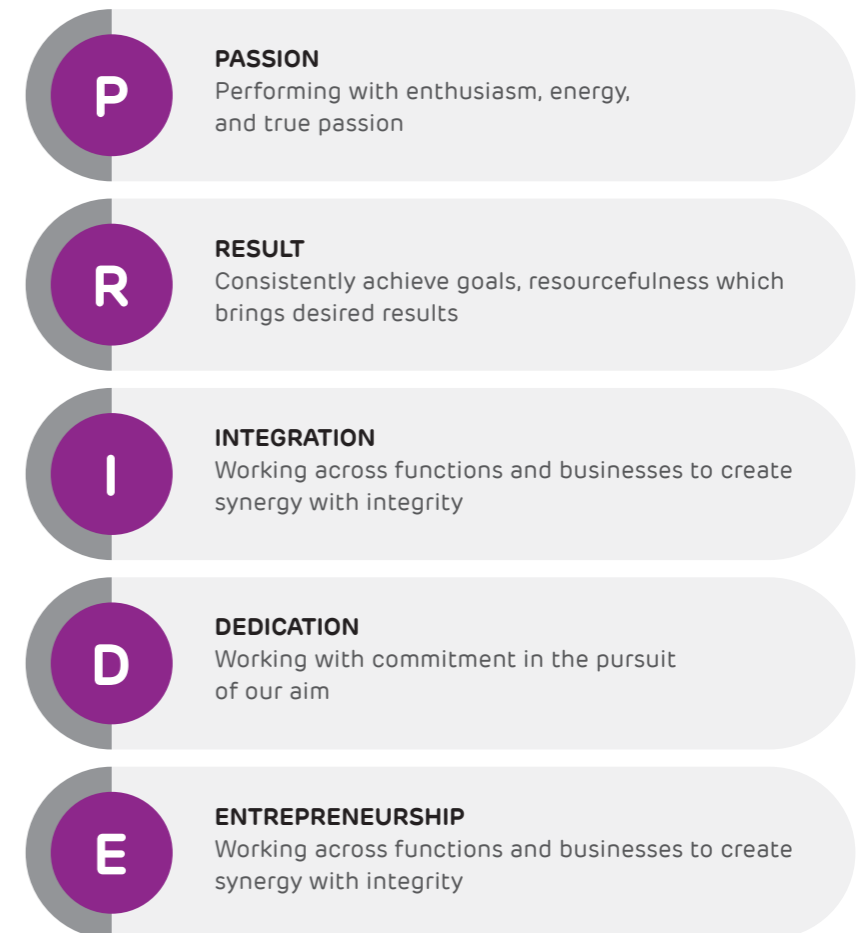 P
PASSION
Performing with enthusiasm, energy,
and true passion
R
RESULT
Consistently achieve goals, resourcefulness which
brings desired results
I
INTEGRATION
Working across functions and businesses to create
synergy with integrity
D
DEDICATION
Working with commitment in the pursuit
of our aim
E
ENTREPRENEURSHIP
Working across functions and businesses to create
synergy with integrity